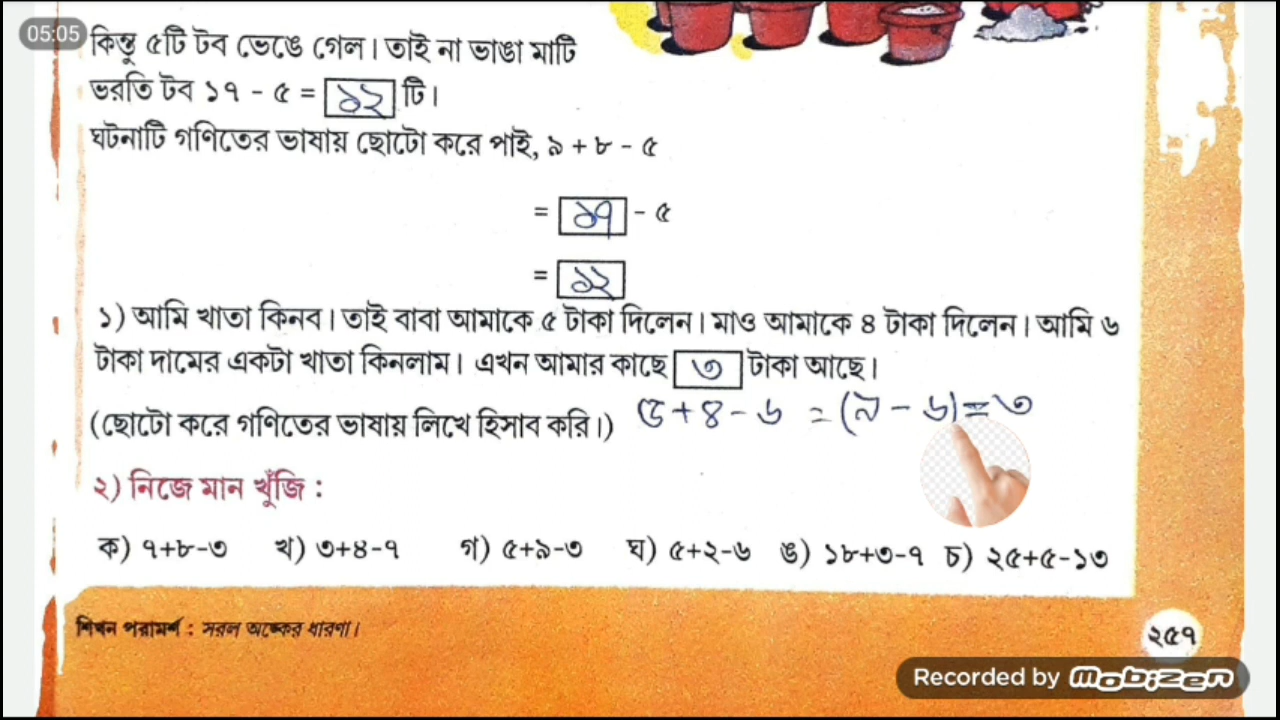 05:05
কিন্তু ৫টি টব ভেঙে গেল। তাই না ভাঙা মাটি
ভরতি টব ১৭ - ৫ = ১২ টি।
ঘটনাটি গণিতের ভাষায় ছোটো করে পাই, ৯ + ৮ - ৫
= ১৭ - ৫
= ১২
১) আমি খাতা কিনব। তাই বাবা আমাকে ৫ টাকা দিলেন। মাও আমাকে ৪ টাকা দিলেন। আমি ৬
টাকা দামের একটা খাতা কিনলাম। এখন আমার কাছে ৩ টাকা আছে।
(ছোটো করে গণিতের ভাষায় লিখে হিসাব করি।) ৫+৪-৬ = (৯-৬)=৩
২) নিজে মান খুঁজি :
ক) ৭+৮-৩ খ) ৩+৪-৭ গ) ৫+৯-৩ ঘ) ৫+২-৬ ঙ) ১৮+৩-৭ চ) ২৫+৫-১৩
শিখন পরামর্শ : সরল অঙ্কের ধারণা।
২৫৭
Recorded by mobizen